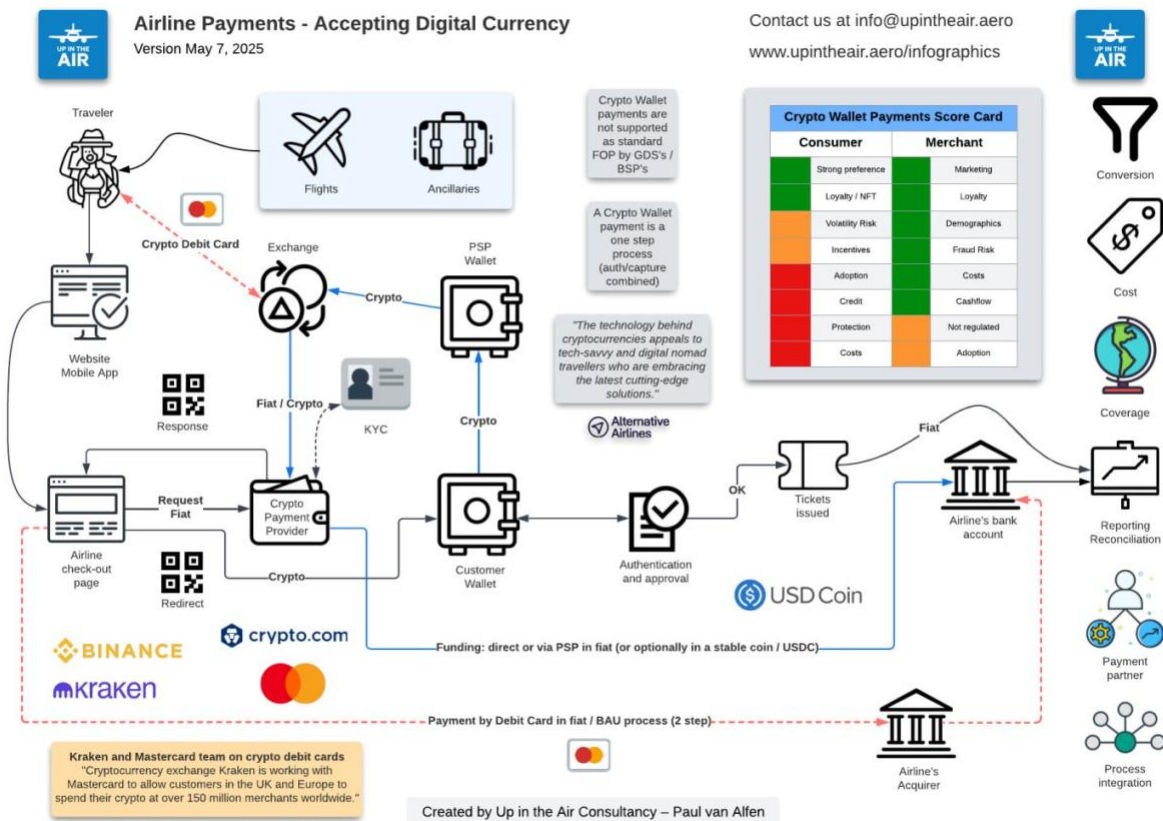 UP IN THE
AIR
Airline Payments - Accepting Digital Currency
Version May 7, 2025
Contact us at info@upintheair.aero
www.upintheair.aero/infographics
UP IN THE
AIR
Traveler
Flights
Ancillaries
Crypto Wallet
payments are
not supported
as standard
FOP by GDS's /
BSP's
A Crypto Wallet
payment is a
one step
process
(auth/capture
combined)
"The technology behind
cryptocurrencies appeals to
tech-savvy and digital nomad
travellers who are embracing
the latest cutting-edge
solutions."
Alternative
Airlines
Crypto Wallet Payments Score Card
Consumer
Merchant
Strong preference
Marketing
Loyalty / NFT
Loyalty
Volatility Risk
Demographics
Incentives
Fraud Risk
Adoption
Costs
Credit
Cashflow
Protection
Not regulated
Costs
Adoption
Conversion
Cost
Coverage
Reporting
Reconciliation
Payment
partner
Process
integration
Crypto Debit Card
Exchange
PSP
Wallet
Crypto
Website
Mobile App
Fiat / Crypto
KYC
Crypto
Response
Request
Fiat
Crypto
Payment
Provider
Airline
check-out
page
Redirect
Crypto
Customer
Wallet
Authentication
and approval
OK
Tickets
issued
Fiat
Airline's bank
account
USD Coin
BINANCE
crypto.com
kraken
Funding: direct or via PSP in fiat (or optionally in a stable coin / USDC)
Payment by Debit Card in fiat / BAU process (2 step)
Airline's
Acquirer
Kraken and Mastercard team on crypto debit cards
"Cryptocurrency exchange Kraken is working with
Mastercard to allow customers in the UK and Europe to
spend their crypto at over 150 million merchants worldwide."
Created by Up in the Air Consultancy – Paul van Alfen